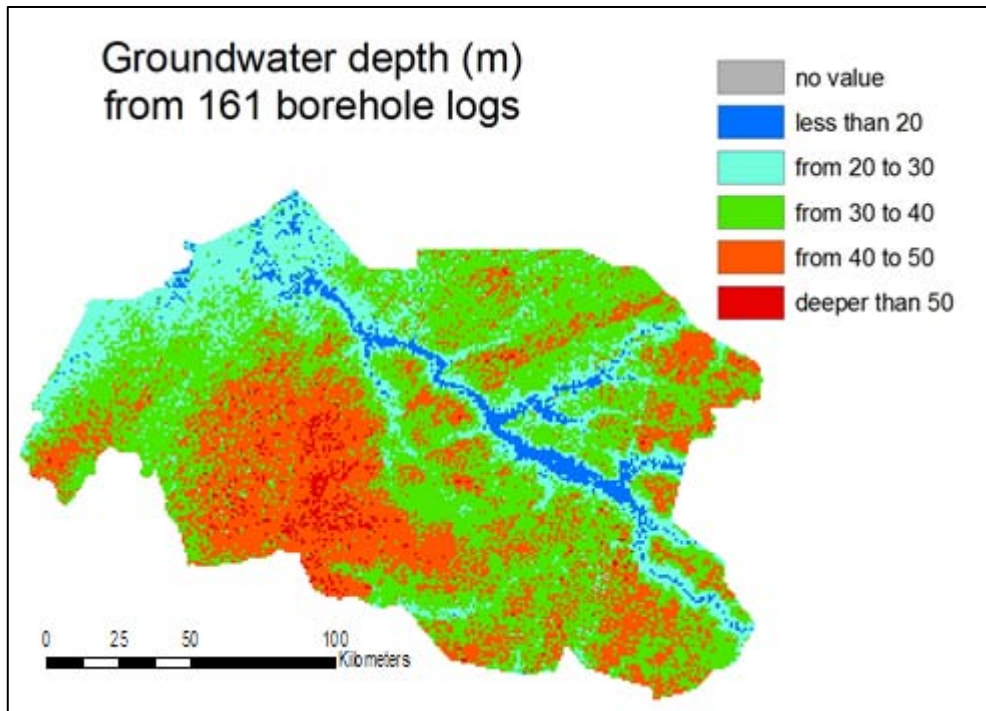 Groundwater depth (m)
from 161 borehole logs
no value
less than 20
from 20 to 30
from 30 to 40
from 40 to 50
deeper than 50
0 25 50 100
Kilometers